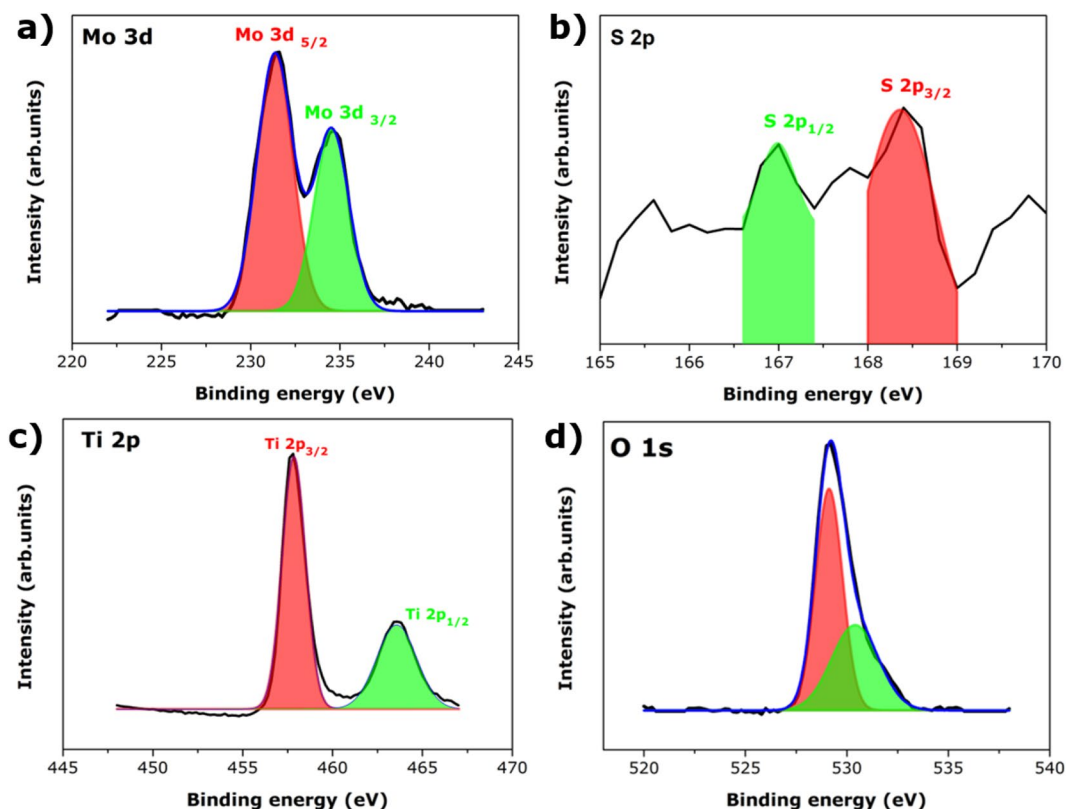 a)
Mo 3d
Mo 3d 5/2
Mo 3d 3/2
Intensity (arb.units)
220 225 230 235 240 245
Binding energy (eV)
b)
S 2p
S 2p1/2
S 2p3/2
Intensity (arb.units)
165 166 167 168 169 170
Binding energy (eV)
c)
Ti 2p
Ti 2p3/2
Ti 2p1/2
Intensity (arb.units)
445 450 455 460 465 470
Binding energy (eV)
d)
O 1s
Intensity (arb.units)
520 525 530 535 540
Binding energy (eV)